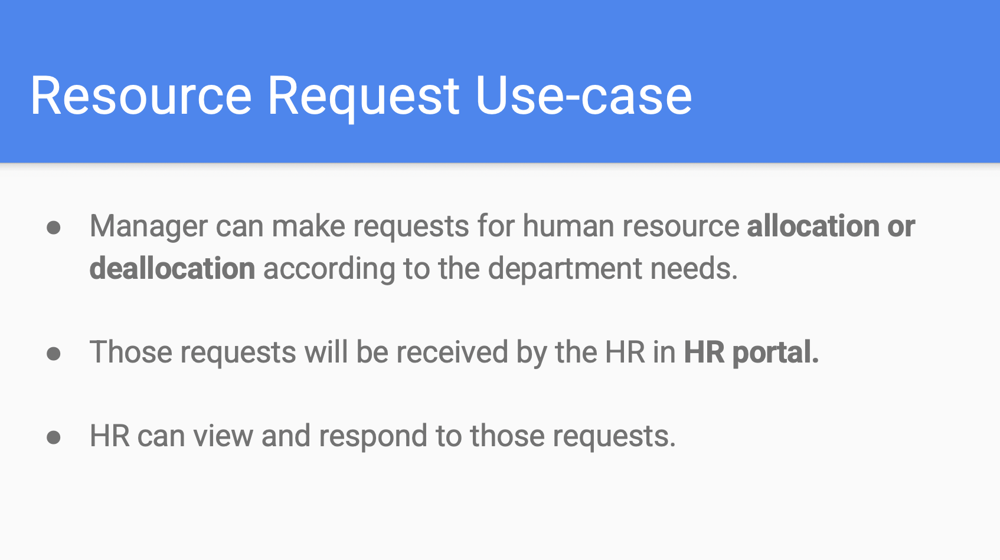 Resource Request Use-case
● Manager can make requests for human resource allocation or
deallocation according to the department needs.
● Those requests will be received by the HR in HR portal.
● HR can view and respond to those requests.